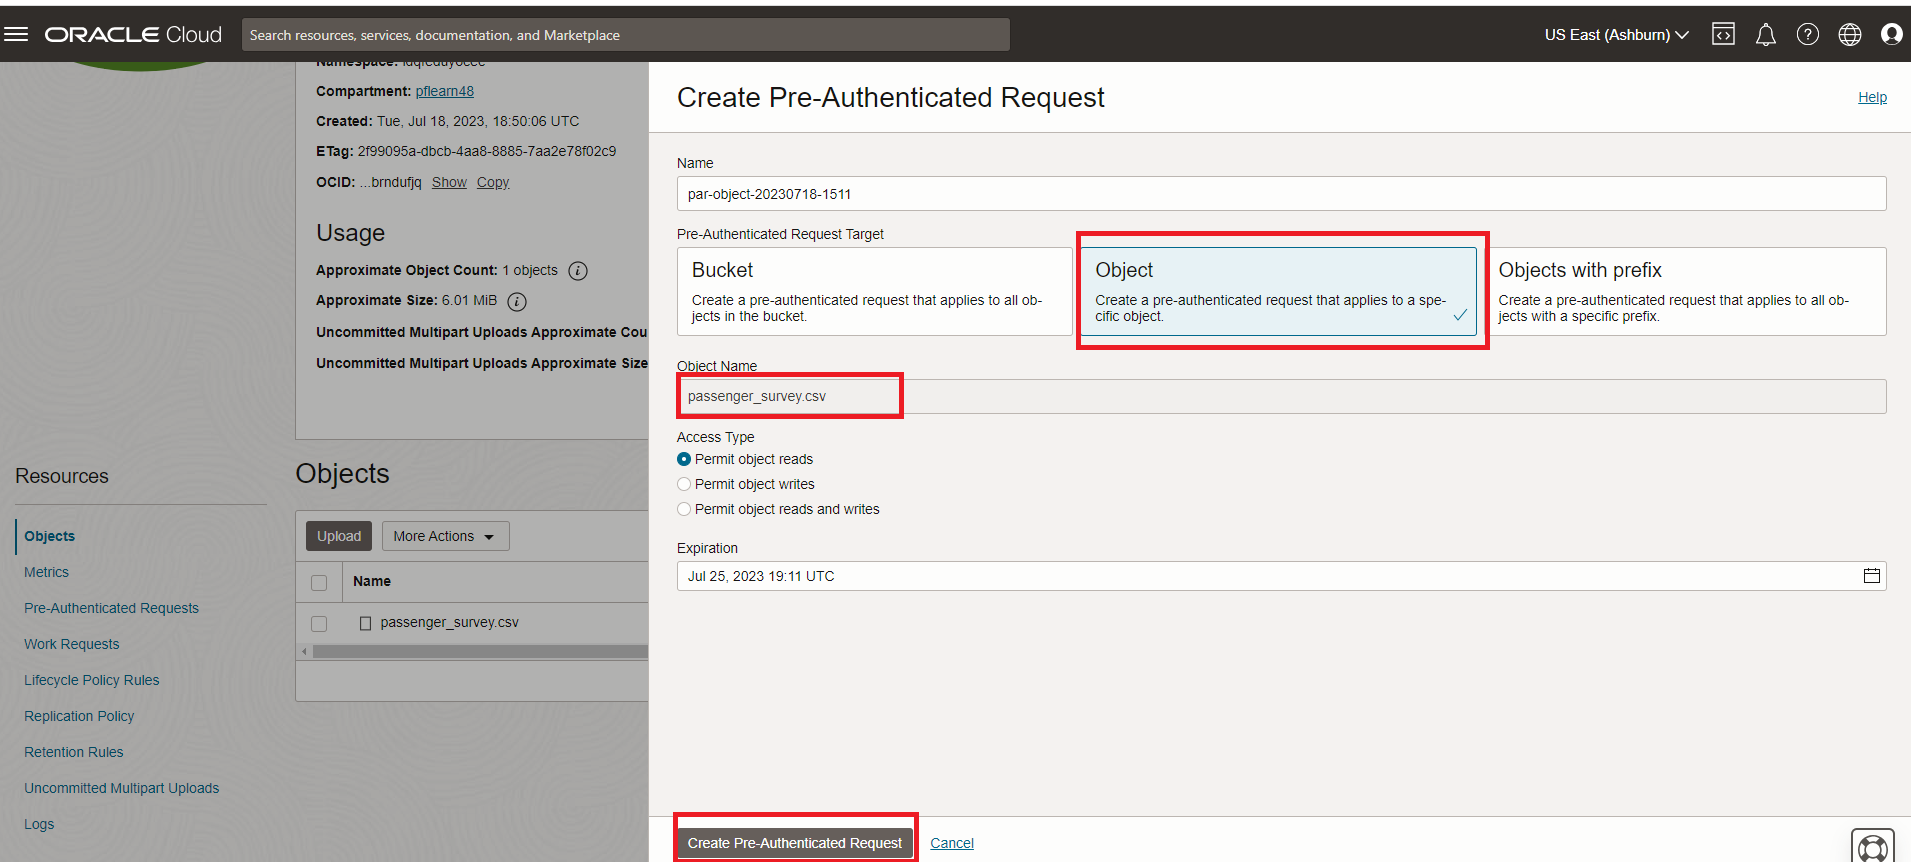 ORACLE Cloud
Search resources, services, documentation, and Marketplace
US East (Ashburn)
Compartment: pflearn48
Created: Tue, Jul 18, 2023, 18:50:06 UTC
ETag: 2f99095a-dbcb-4aa8-8885-7aa2e78f02c9
OCID: ...brndufjq Show Copy
Usage
Approximate Object Count: 1 objects
Approximate Size: 6.01 MiB
Uncommitted Multipart Uploads Approximate Cou
Uncommitted Multipart Uploads Approximate Size
Resources
Objects
Metrics
Pre-Authenticated Requests
Work Requests
Lifecycle Policy Rules
Replication Policy
Retention Rules
Uncommitted Multipart Uploads
Logs
Objects
Upload
More Actions
Name
passenger_survey.csv
Create Pre-Authenticated Request
Help
Name
par-object-20230718-1511
Pre-Authenticated Request Target
Bucket
Create a pre-authenticated request that applies to all ob-
jects in the bucket.
Object
Create a pre-authenticated request that applies to a spe-
cific object.
Objects with prefix
Create a pre-authenticated request that applies to all ob-
jects with a specific prefix.
Object Name
passenger_survey.csv
Access Type
Permit object reads
Permit object writes
Permit object reads and writes
Expiration
Jul 25, 2023 19:11 UTC
Create Pre-Authenticated Request
Cancel